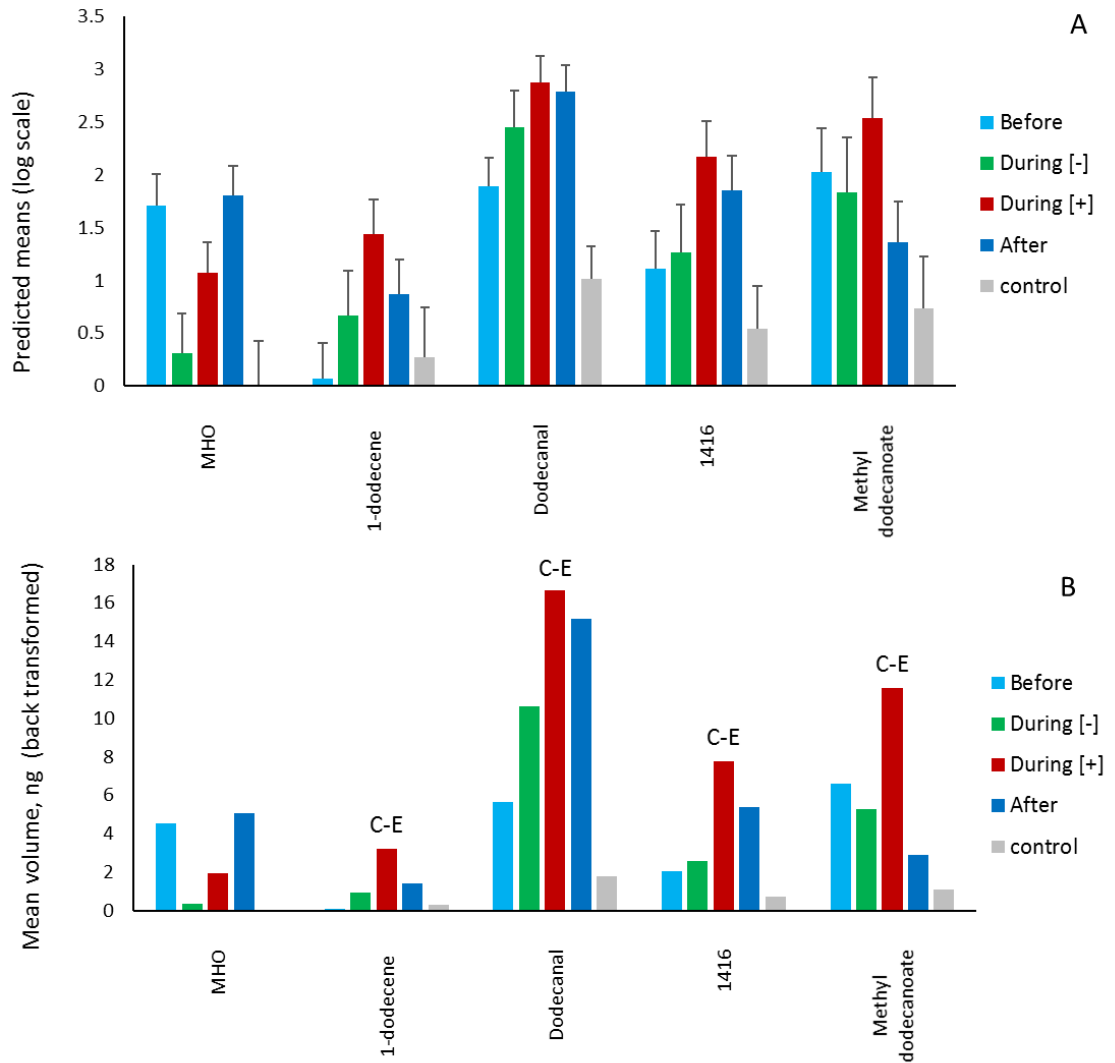 A
Predicted means (log scale)
3.5
3
2.5
2
1.5
1
0.5
0
MHO
1-dodecene
Dodecanal
1416
Methyl
dodecanoate
Before
During [-]
During [+]
After
control
B
Mean volume, ng (back transformed)
18
16
14
12
10
8
6
4
2
0
C-E
C-E
C-E
C-E
MHO
1-dodecene
Dodecanal
1416
Methyl
dodecanoate
Before
During [-]
During [+]
After
control